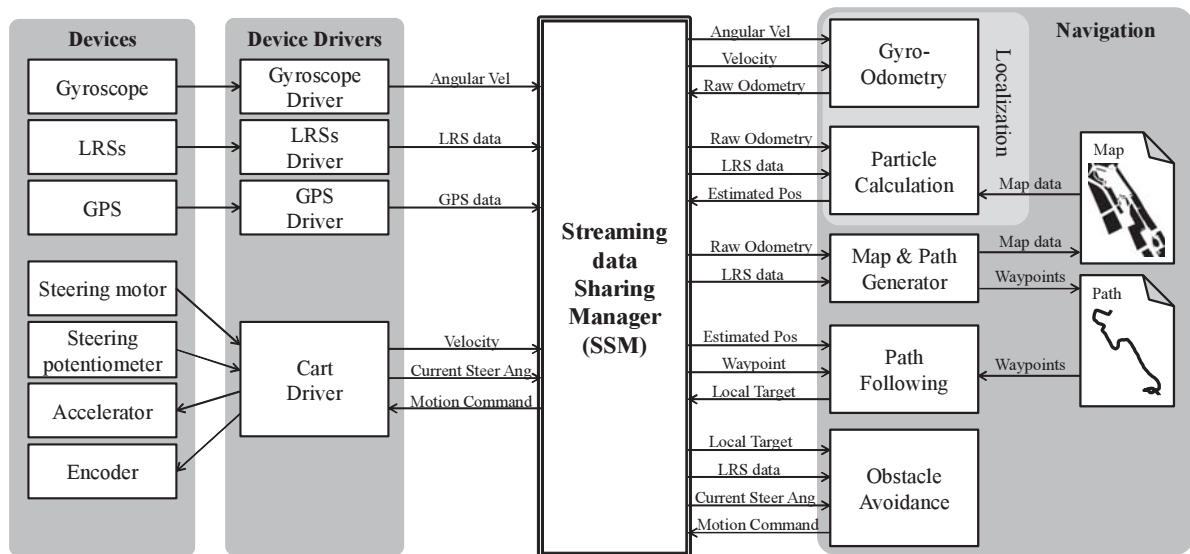 Devices
Gyroscope
LRSs
GPS
Steering motor
Steering
potentiometer
Accelerator
Encoder
Device Drivers
Gyroscope
Driver
LRSs
Driver
GPS
Driver
Cart
Driver
Angular Vel
LRS data
GPS data
Velocity
Current Steer Ang
Motion Command
Streaming
data
Sharing
Manager
(SSM)
Angular Vel
Velocity
Raw Odometry
Raw Odometry
LRS data
Estimated Pos
Raw Odometry
LRS data
Estimated Pos
Waypoint
Local Target
Local Target
LRS data
Current Steer Ang
Motion Command
Navigation
Localization
Gyro-
Odometry
Particle
Calculation
Map & Path
Generator
Path
Following
Obstacle
Avoidance
Map data
Map data
Waypoints
Waypoints
Map
Path